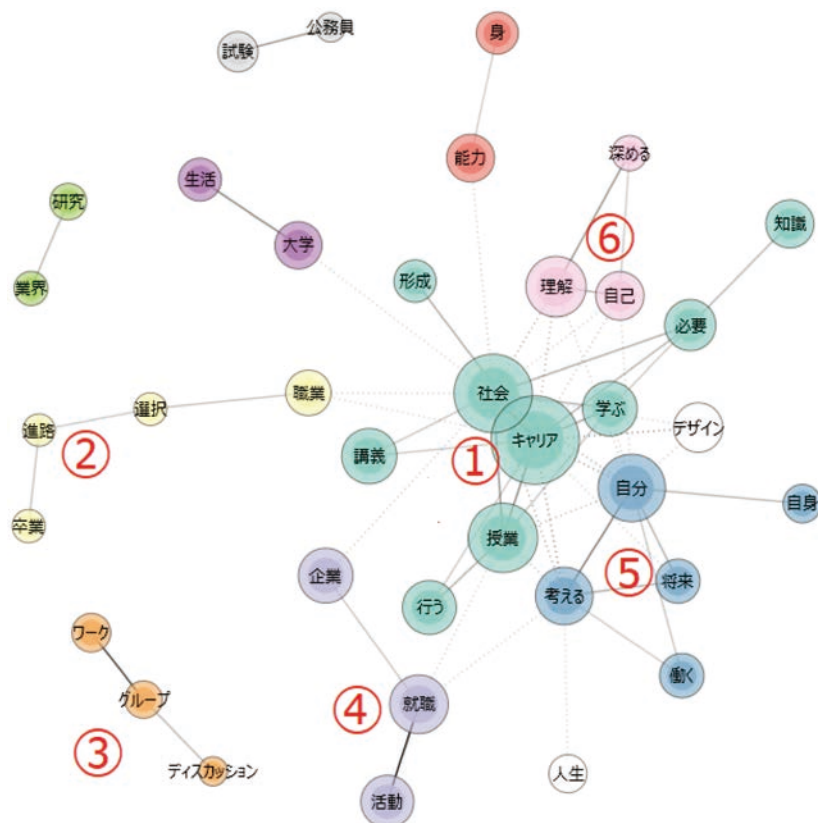 公務員
試験
身
能力
深める
生活
研究
大学
知識
⑥
形成
理解
自己
業界
必要
社会
職業
選択
学ぶ
デザイン
進路
キャリア
②
講義
①
自分
自身
卒業
授業
企業
⑤
将来
考える
行う
ワーク
働く
グループ
④
就職
③
ディスカッション
人生
活動